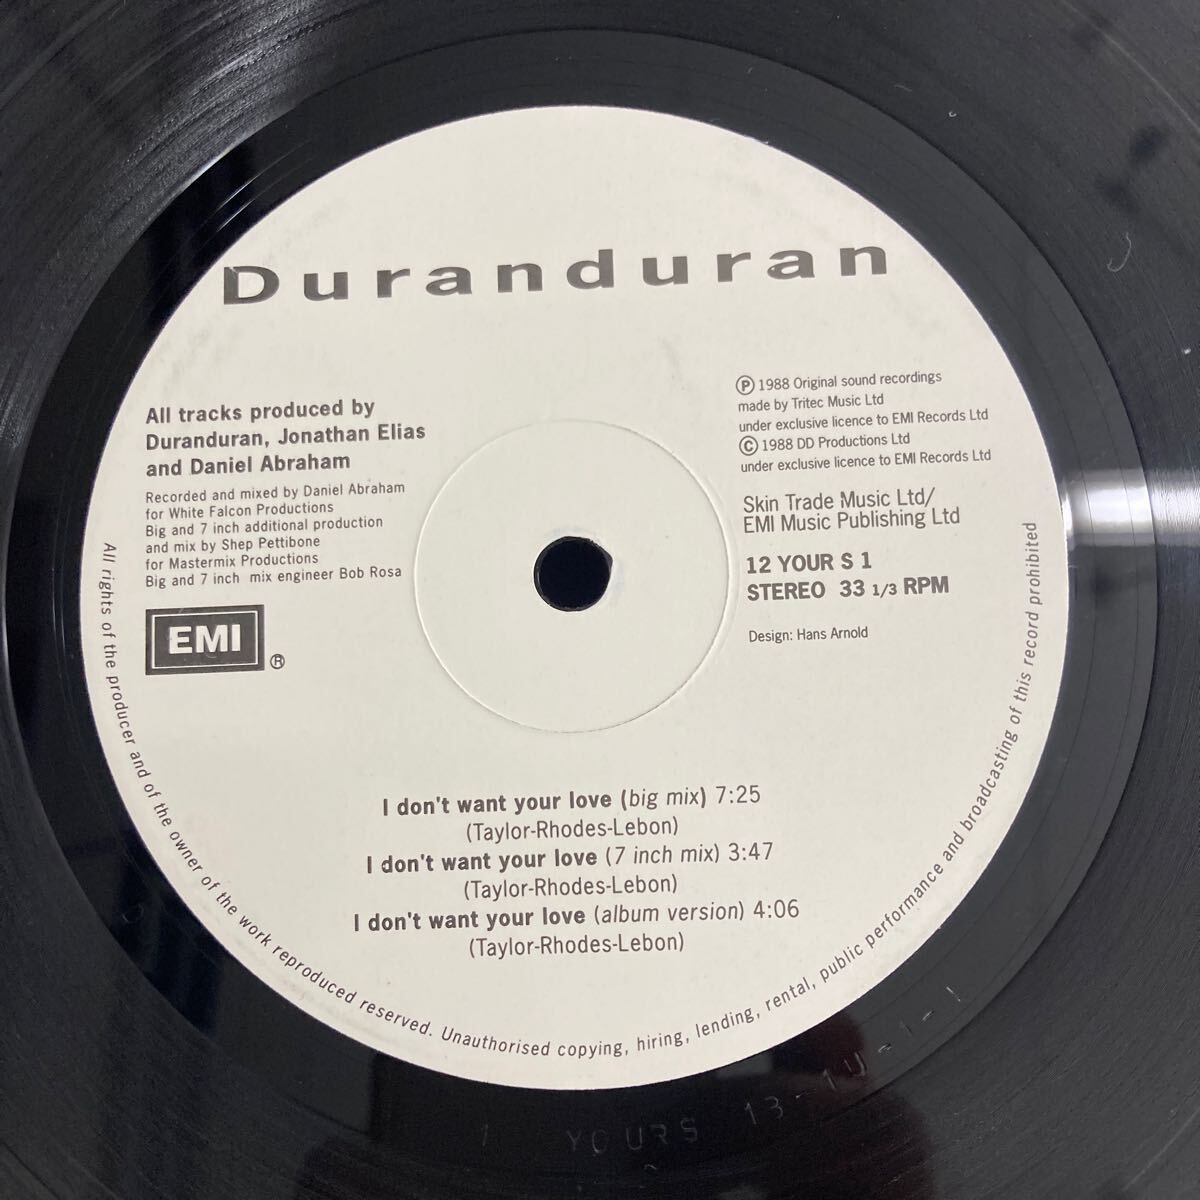 Duranduran
All tracks produced by
Duranduran, Jonathan Elias
and Daniel Abraham
Recorded and mixed by Daniel Abraham
for White Falcon Productions
Big and 7 inch additional production
and mix by Shep Pettibone
for Mastermix Productions
Big and 7 inch mix engineer Bob Rosa
EMI ®
Ⓟ 1988 Original sound recordings
made by Tritec Music Ltd
under exclusive licence to EMI Records Ltd
© 1988 DD Productions Ltd
under exclusive licence to EMI Records Ltd
Skin Trade Music Ltd/
EMI Music Publishing Ltd
12 YOUR S 1
STEREO 33 1/3 RPM
Design: Hans Arnold
I don't want your love (big mix) 7:25
(Taylor-Rhodes-Lebon)
I don't want your love (7 inch mix) 3:47
(Taylor-Rhodes-Lebon)
I don't want your love (album version) 4:06
(Taylor-Rhodes-Lebon)
All rights of the producer and of the owner of the work reproduced reserved. Unauthorised copying, hiring, lending, rental, public performance and broadcasting of this record prohibited
YOURS 13-1U-1-1